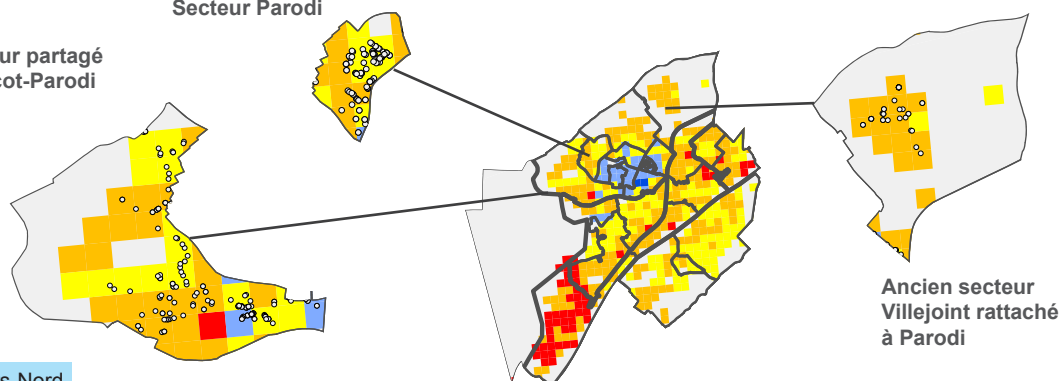 Secteur Parodi
ur partagé
cot-Parodi
Ancien secteur
Villejoint rattaché
à Parodi
s-Nord